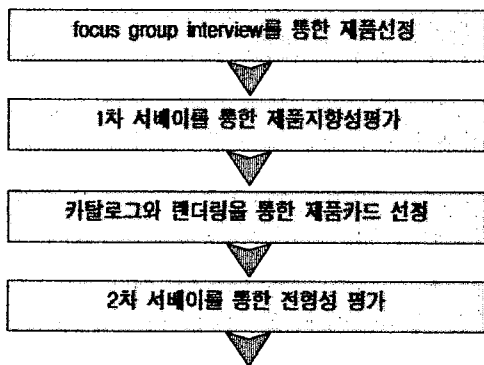 focus group interview를 통한 제품선정
1차 서베이를 통한 제품지향성평가
카탈로그와 렌더링을 통한 제품카드 선정
2차 서베이를 통한 전형성 평가